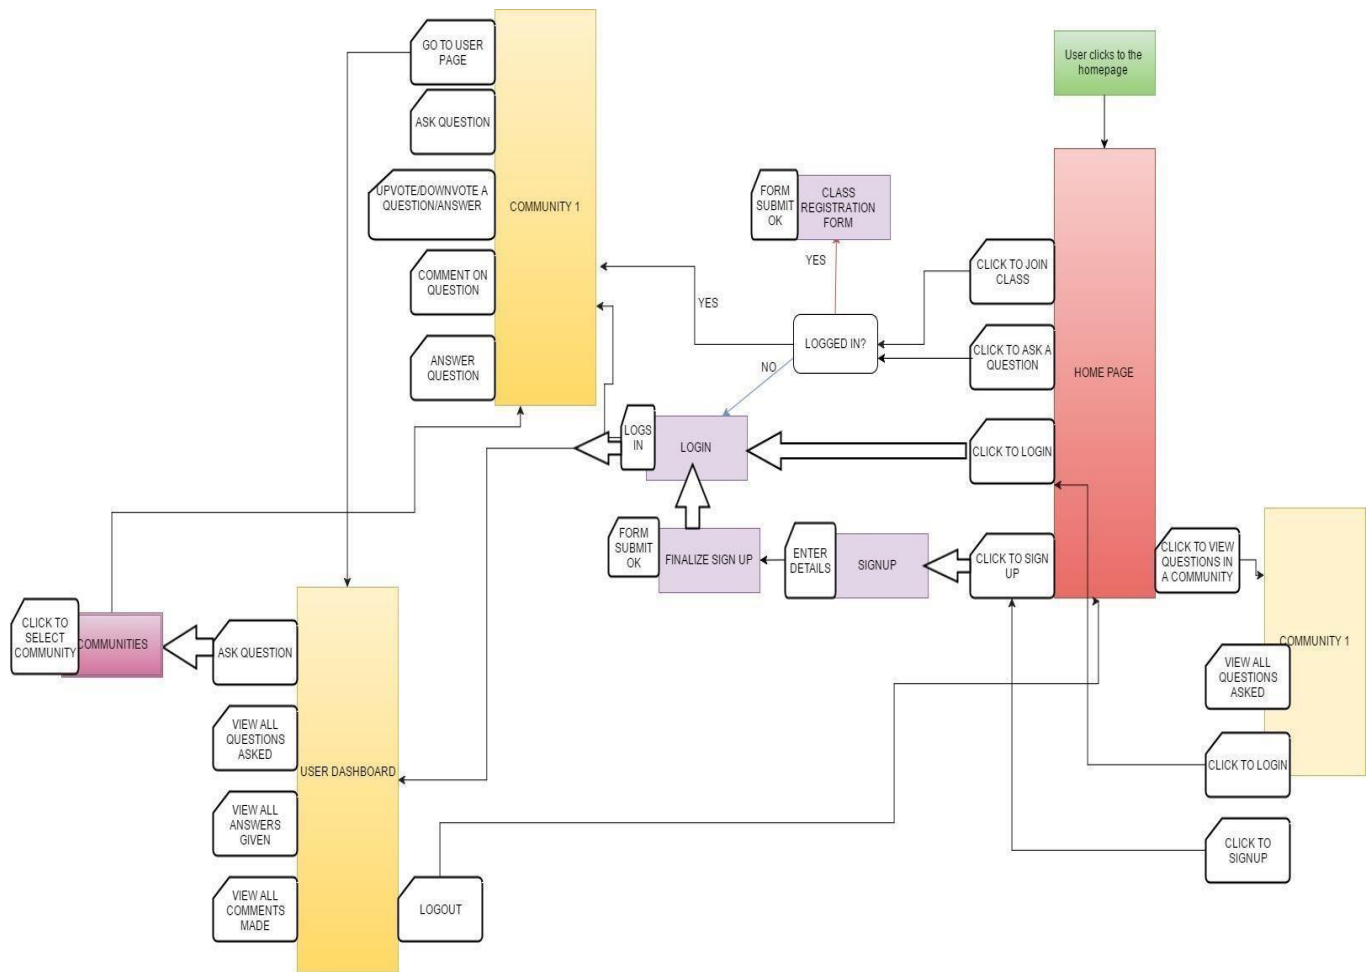 GO TO USER
PAGE
ASK QUESTION
UPVOTE/DOWNVOTE A
QUESTION/ANSWER
COMMUNITY 1
COMMENT ON
QUESTION
ANSWER
QUESTION
User clicks to the
homepage
FORM
SUBMIT
OK
CLASS
REGISTRATION
FORM
YES
YES
CLICK TO JOIN
CLASS
LOGGED IN?
CLICK TO ASK A
QUESTION
HOME PAGE
NO
LOGS
IN
LOGIN
CLICK TO LOGIN
FORM
SUBMIT
OK
FINALIZE SIGN UP
ENTER
DETAILS
SIGNUP
CLICK TO SIGN
UP
CLICK TO VIEW
QUESTIONS IN
A COMMUNITY
CLICK TO
SELECT
COMMUNITY
COMMUNITIES
ASK QUESTION
VIEW ALL
QUESTIONS
ASKED
USER DASHBOARD
VIEW ALL
ANSWERS
GIVEN
VIEW ALL
COMMENTS
MADE
LOGOUT
COMMUNITY 1
VIEW ALL
QUESTIONS
ASKED
CLICK TO LOGIN
CLICK TO
SIGNUP